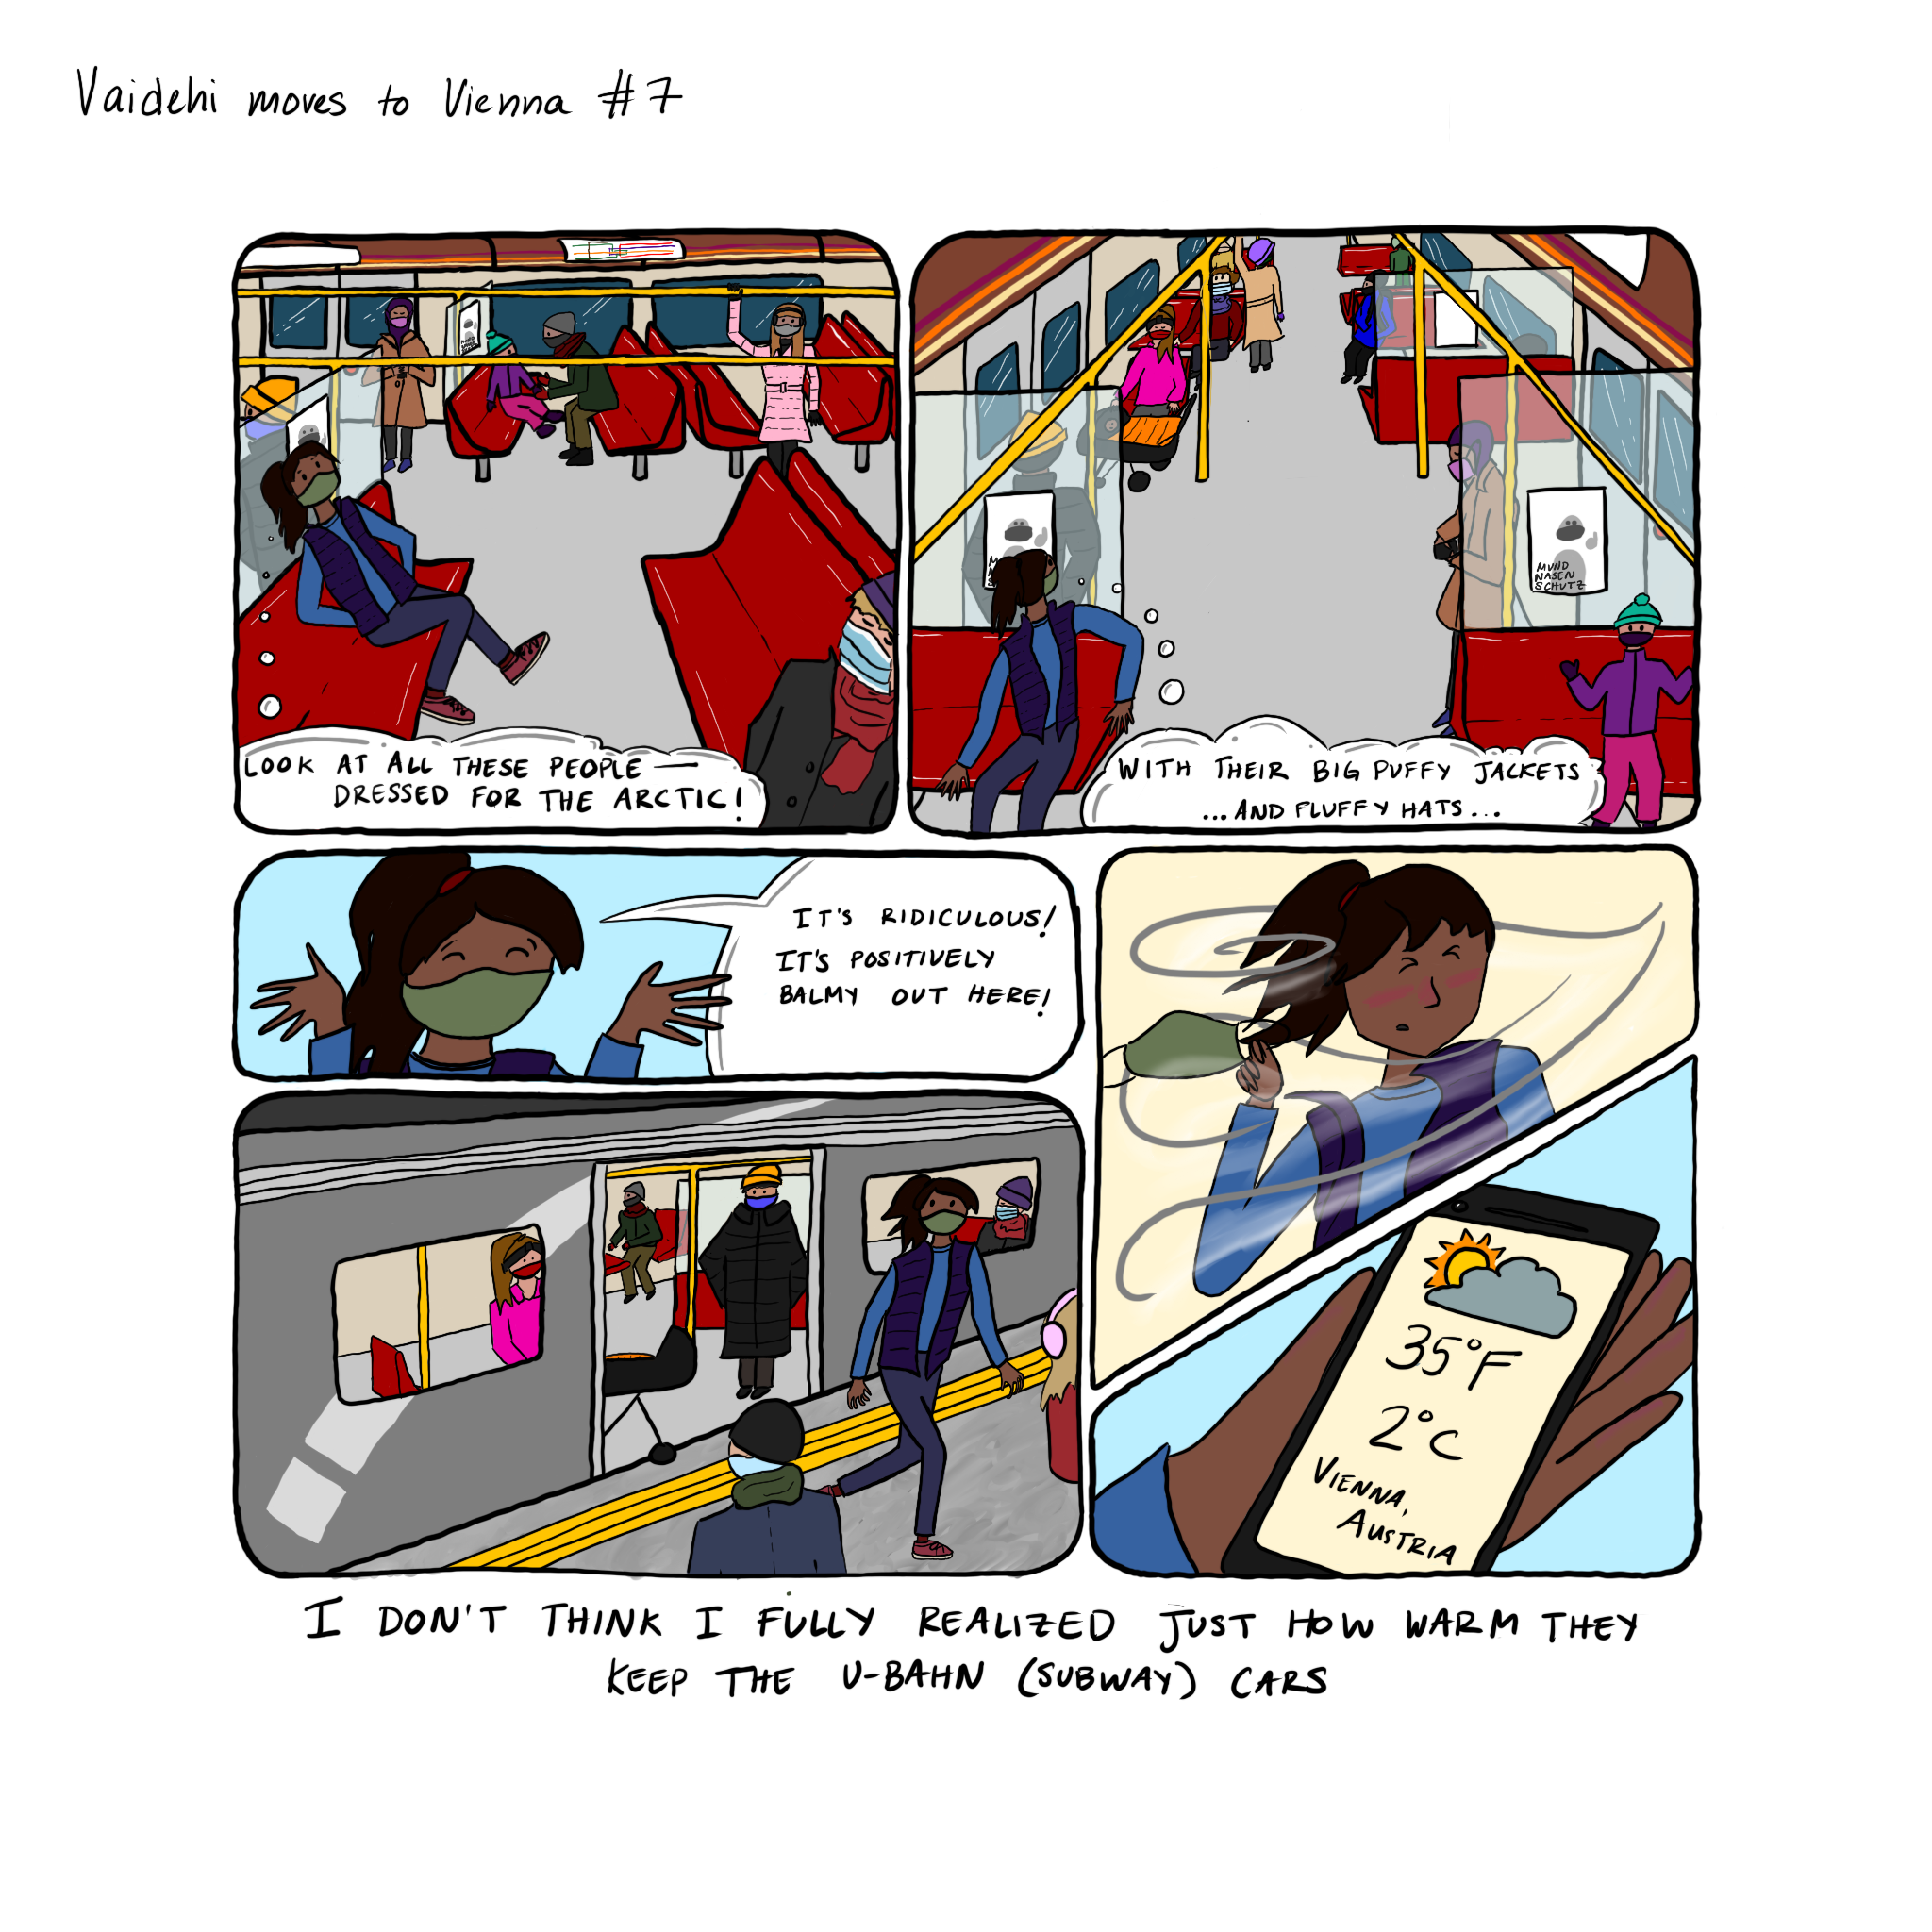 Vaidehi moves to Vienna #7
LOOK AT ALL THESE PEOPLE —
DRESSED FOR THE ARCTIC!
MUND
NASEN
SCHUTZ
WITH THEIR BIG PUFFY JACKETS
...AND FLUFFY HATS...
IT'S RIDICULOUS!
IT'S POSITIVELY
BALMY OUT HERE!
35°F
2°C
VIENNA,
AUSTRIA
I DON'T THINK I FULLY REALIZED JUST HOW WARM THEY
KEEP THE U-BAHN (SUBWAY) CARS